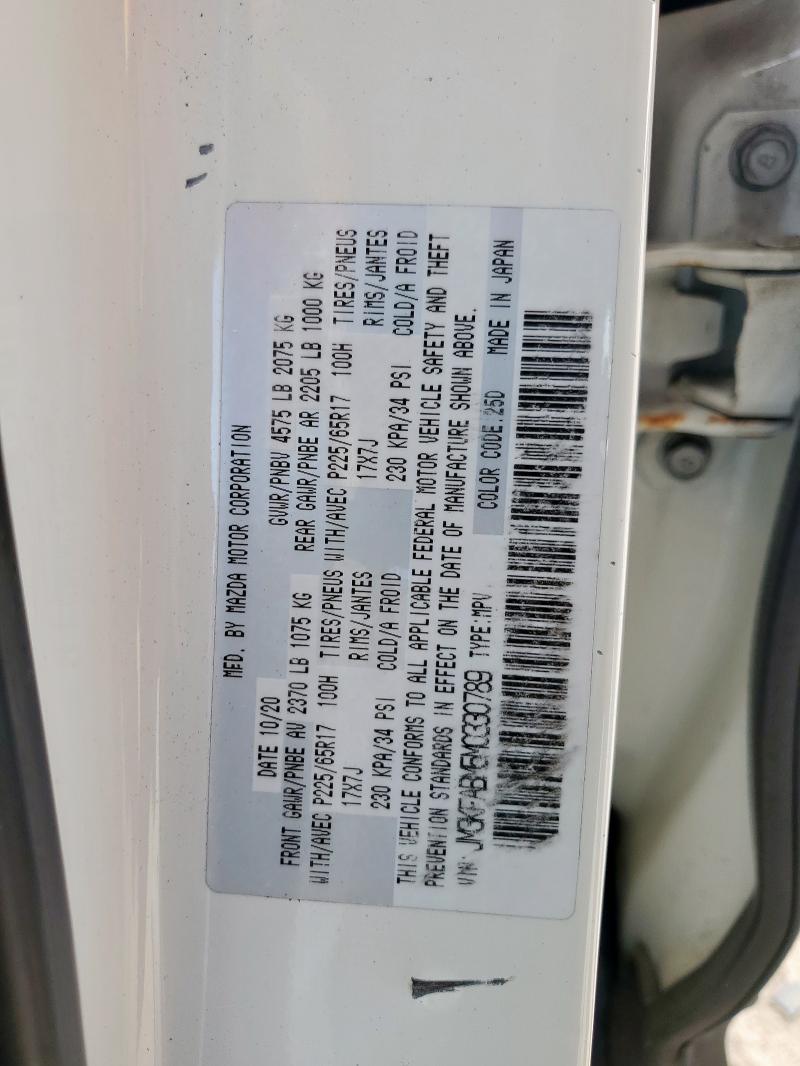 MFD. BY MAZDA MOTOR CORPORATION
DATE 10/20 GVWR/PNBV 4575 LB 2075 KG
FRONT GAWR/PNBE AV 2370 LB 1075 KG REAR GAWR/PNBE AR 2205 LB 1000 KG
WITH/AVEC P225/65R17 100H TIRES/PNEUS WITH/AVEC P225/65R17 100H TIRES/PNEUS
17X7J RIMS/JANTES 17X7J RIMS/JANTES
230 KPA/34 PSI COLD/A FROID 230 KPA/34 PSI COLD/A FROID
THIS VEHICLE CONFORMS TO ALL APPLICABLE FEDERAL MOTOR VEHICLE SAFETY AND THEFT
PREVENTION STANDARDS IN EFFECT ON THE DATE OF MANUFACTURE SHOWN ABOVE.
VIN: JM3KFABM5M0330789 TYPE:MPV COLOR CODE.25D MADE IN JAPAN